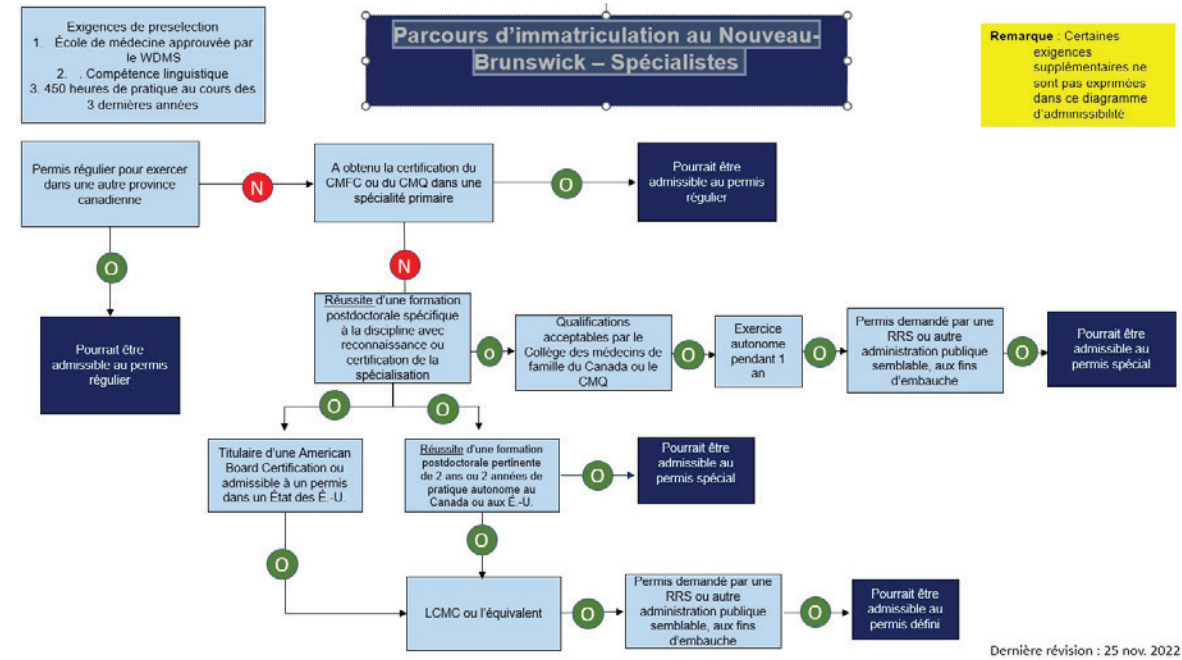 Exigences de preselection
1. École de médecine approuvée par
le WDMS
2. . Compétence linguistique
3. 450 heures de pratique au cours des
3 dernières années
Parcours d'immatriculation au Nouveau-
Brunswick – Spécialistes
Remarque : Certaines
exigences
supplémentaires ne
sont pas exprimées
dans ce diagramme
d'adminissibilité
Permis régulier pour exercer
dans une autre province
canadienne
N
A obtenu la certification du
CMFC ou du CMQ dans une
spécialité primaire
O
Pourrait être
admissible au permis
régulier
O
N
Pourrait être
admissible au permis
régulier
Réussite d'une formation
postdoctorale spécifique
à la discipline avec
reconnaissance ou
certification de la
spécialisation
o
Qualifications
acceptables par le
Collège des médecins de
famille du Canada ou le
CMQ
O
Exercice
autonome
pendant 1
an
O
Permis demandé par une
RRS ou autre
administration publique
semblable, aux fins
d'embauche
O
Pourrait être
admissible au
permis spécial
O
O
Titulaire d'une American
Board Certification ou
admissible à un permis
dans un État des É.-U.
Réussite d'une formation
postdoctorale pertinente
de 2 ans ou 2 années de
pratique autonome au
Canada ou aux É.-U.
O
Pourrait être
admissible au
permis spécial
O
O
LCMC ou l'équivalent
O
Permis demandé par une
RRS ou autre
administration publique
semblable, aux fins
d'embauche
O
Pourrait être
admissible au
permis défini
Dernière révision : 25 nov. 2022